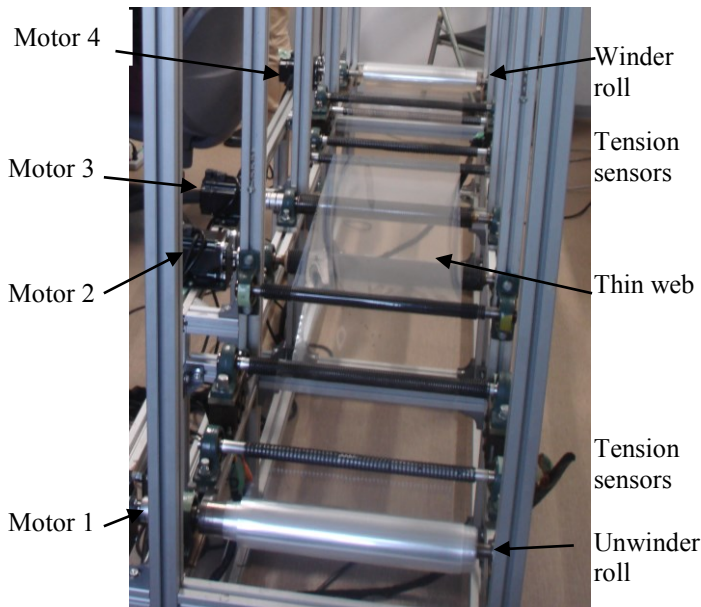 Motor 4
Motor 3
Motor 2
Motor 1
Winder
roll
Tension
sensors
Thin web
Tension
sensors
Unwinder
roll